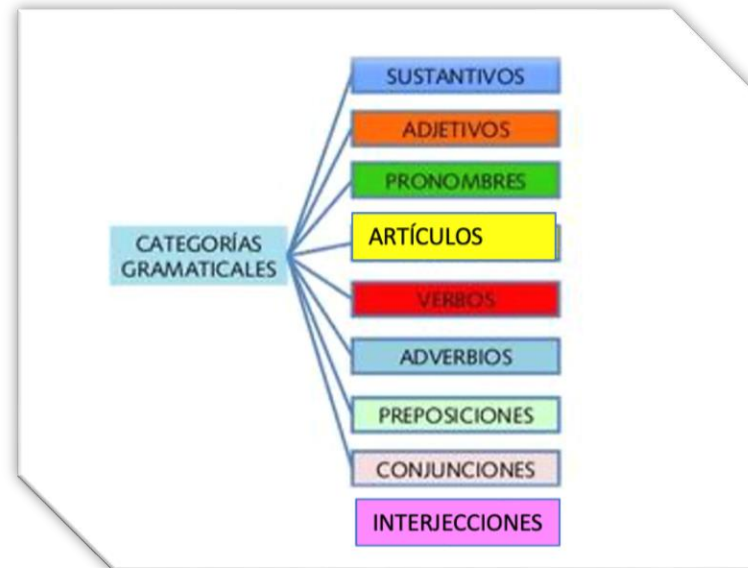 SUSTANTIVOS
ADJETIVOS
PRONOMBRES
CATEGORÍAS
GRAMATICALES
ARTÍCULOS
VERBOS
ADVERBIOS
PREPOSICIONES
CONJUNCIONES
INTERJECCIONES